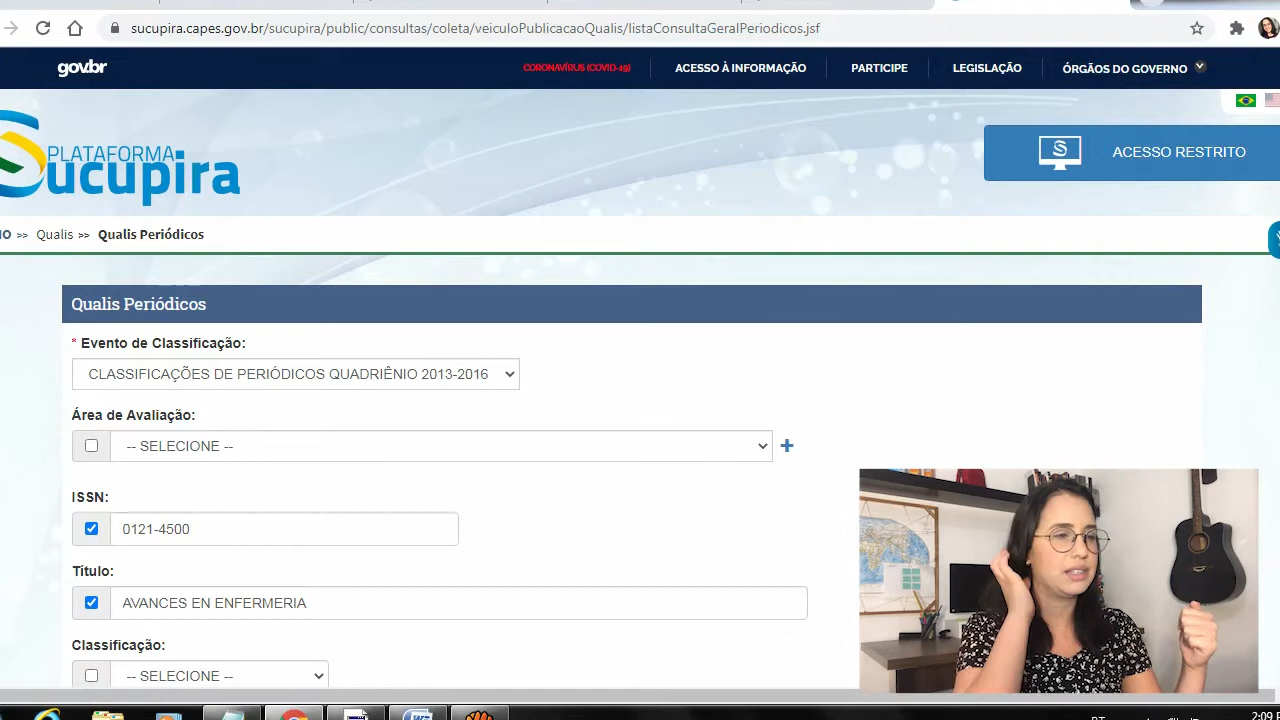 sucupira.capes.gov.br/sucupira/public/consultas/coleta/veiculoPublicacaoQualis/listaConsultaGeralPeriodicos.jsf
gov.br
CORONAVÍRUS (COVID-19)
ACESSO À INFORMAÇÃO
PARTICIPE
LEGISLAÇÃO
ÓRGÃOS DO GOVERNO
PLATAFORMA
Sucupira
ACESSO RESTRITO
IO >> Qualis >> Qualis Periódicos
Qualis Periódicos
* Evento de Classificação:
CLASSIFICAÇÕES DE PERIÓDICOS QUADRIÊNIO 2013-2016
Área de Avaliação:
-- SELECIONE --
ISSN:
0121-4500
Título:
AVANCES EN ENFERMERIA
Classificação:
-- SELECIONE --